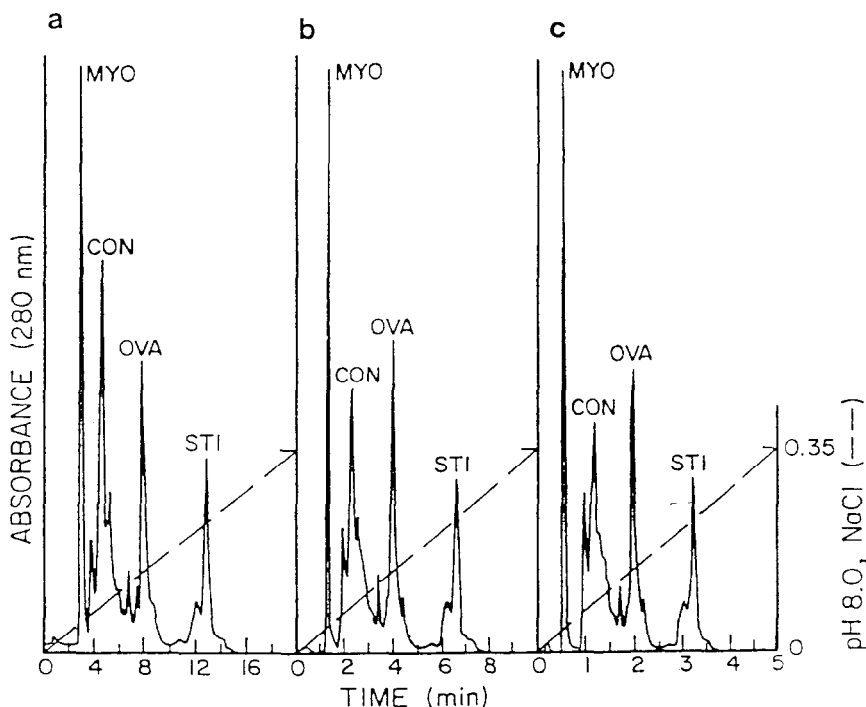 a
b
c
MYO
MYO
MYO
CON
OVA
STI
CON
OVA
STI
CON
OVA
STI
ABSORBANCE (280 nm)
0.35
0
pH 8.0, NaCl (---)
0 4 8 12 16
0 2 4 6 8
0 1 2 3 4 5
TIME (min)